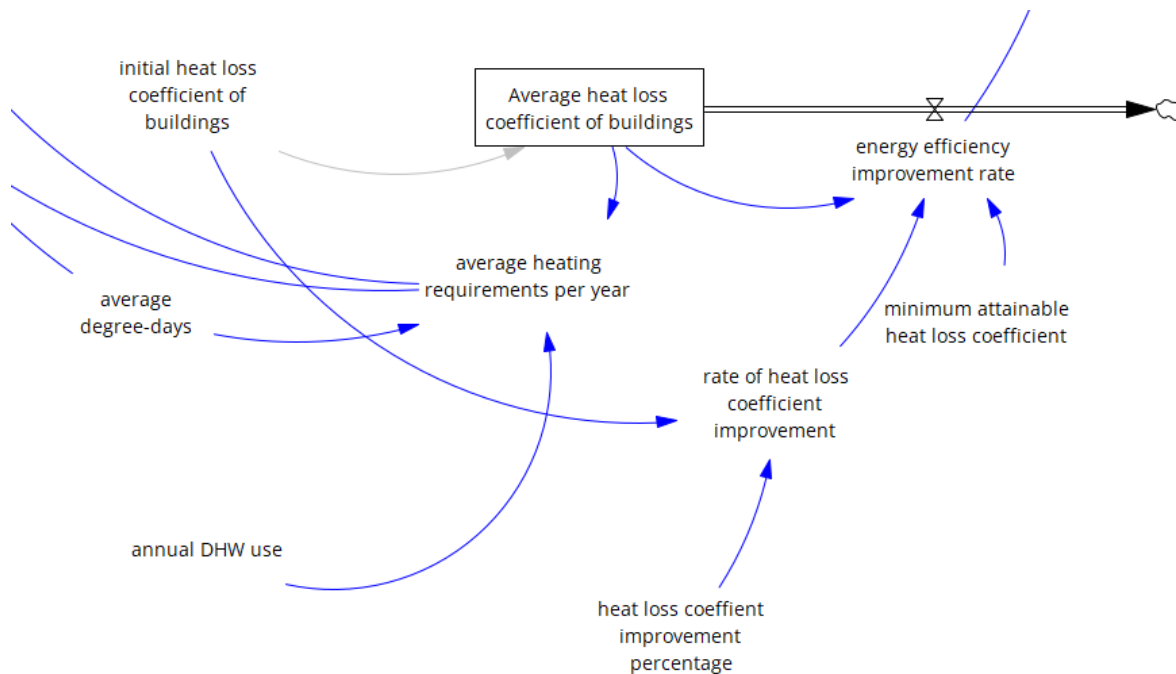 initial heat loss
coefficient of
buildings
Average heat loss
coefficient of buildings
energy efficiency
improvement rate
average heating
requirements per year
average
degree-days
minimum attainable
heat loss coefficient
rate of heat loss
coefficient
improvement
annual DHW use
heat loss coeffient
improvement
percentage